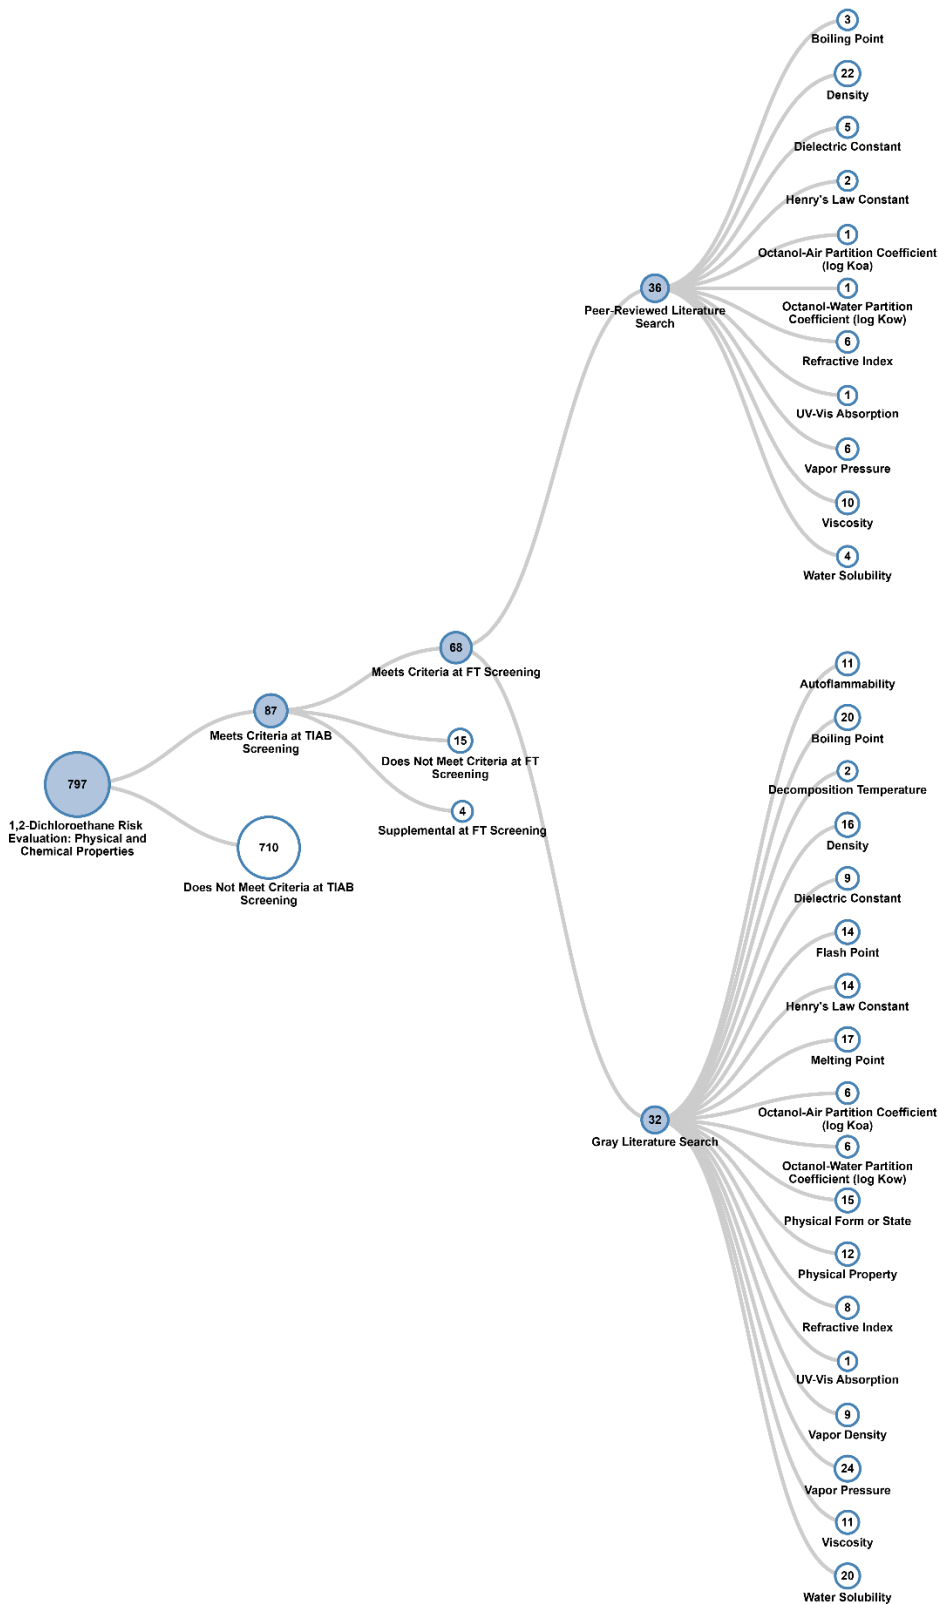 797
1,2-Dichloroethane Risk
Evaluation: Physical and
Chemical Properties
87
Meets Criteria at TIAB
Screening
710
Does Not Meet Criteria at TIAB
Screening
68
Meets Criteria at FT Screening
15
Does Not Meet Criteria at FT
Screening
4
Supplemental at FT Screening
36
Peer-Reviewed Literature
Search
3
Boiling Point
22
Density
5
Dielectric Constant
2
Henry's Law Constant
1
Octanol-Air Partition Coefficient
(log Koa)
1
Octanol-Water Partition
Coefficient (log Kow)
6
Refractive Index
1
UV-Vis Absorption
6
Vapor Pressure
10
Viscosity
4
Water Solubility
32
Gray Literature Search
11
Autoflammability
20
Boiling Point
2
Decomposition Temperature
16
Density
9
Dielectric Constant
14
Flash Point
14
Henry's Law Constant
17
Melting Point
6
Octanol-Air Partition Coefficient
(log Koa)
6
Octanol-Water Partition
Coefficient (log Kow)
15
Physical Form or State
12
Physical Property
8
Refractive Index
1
UV-Vis Absorption
9
Vapor Density
24
Vapor Pressure
11
Viscosity
20
Water Solubility